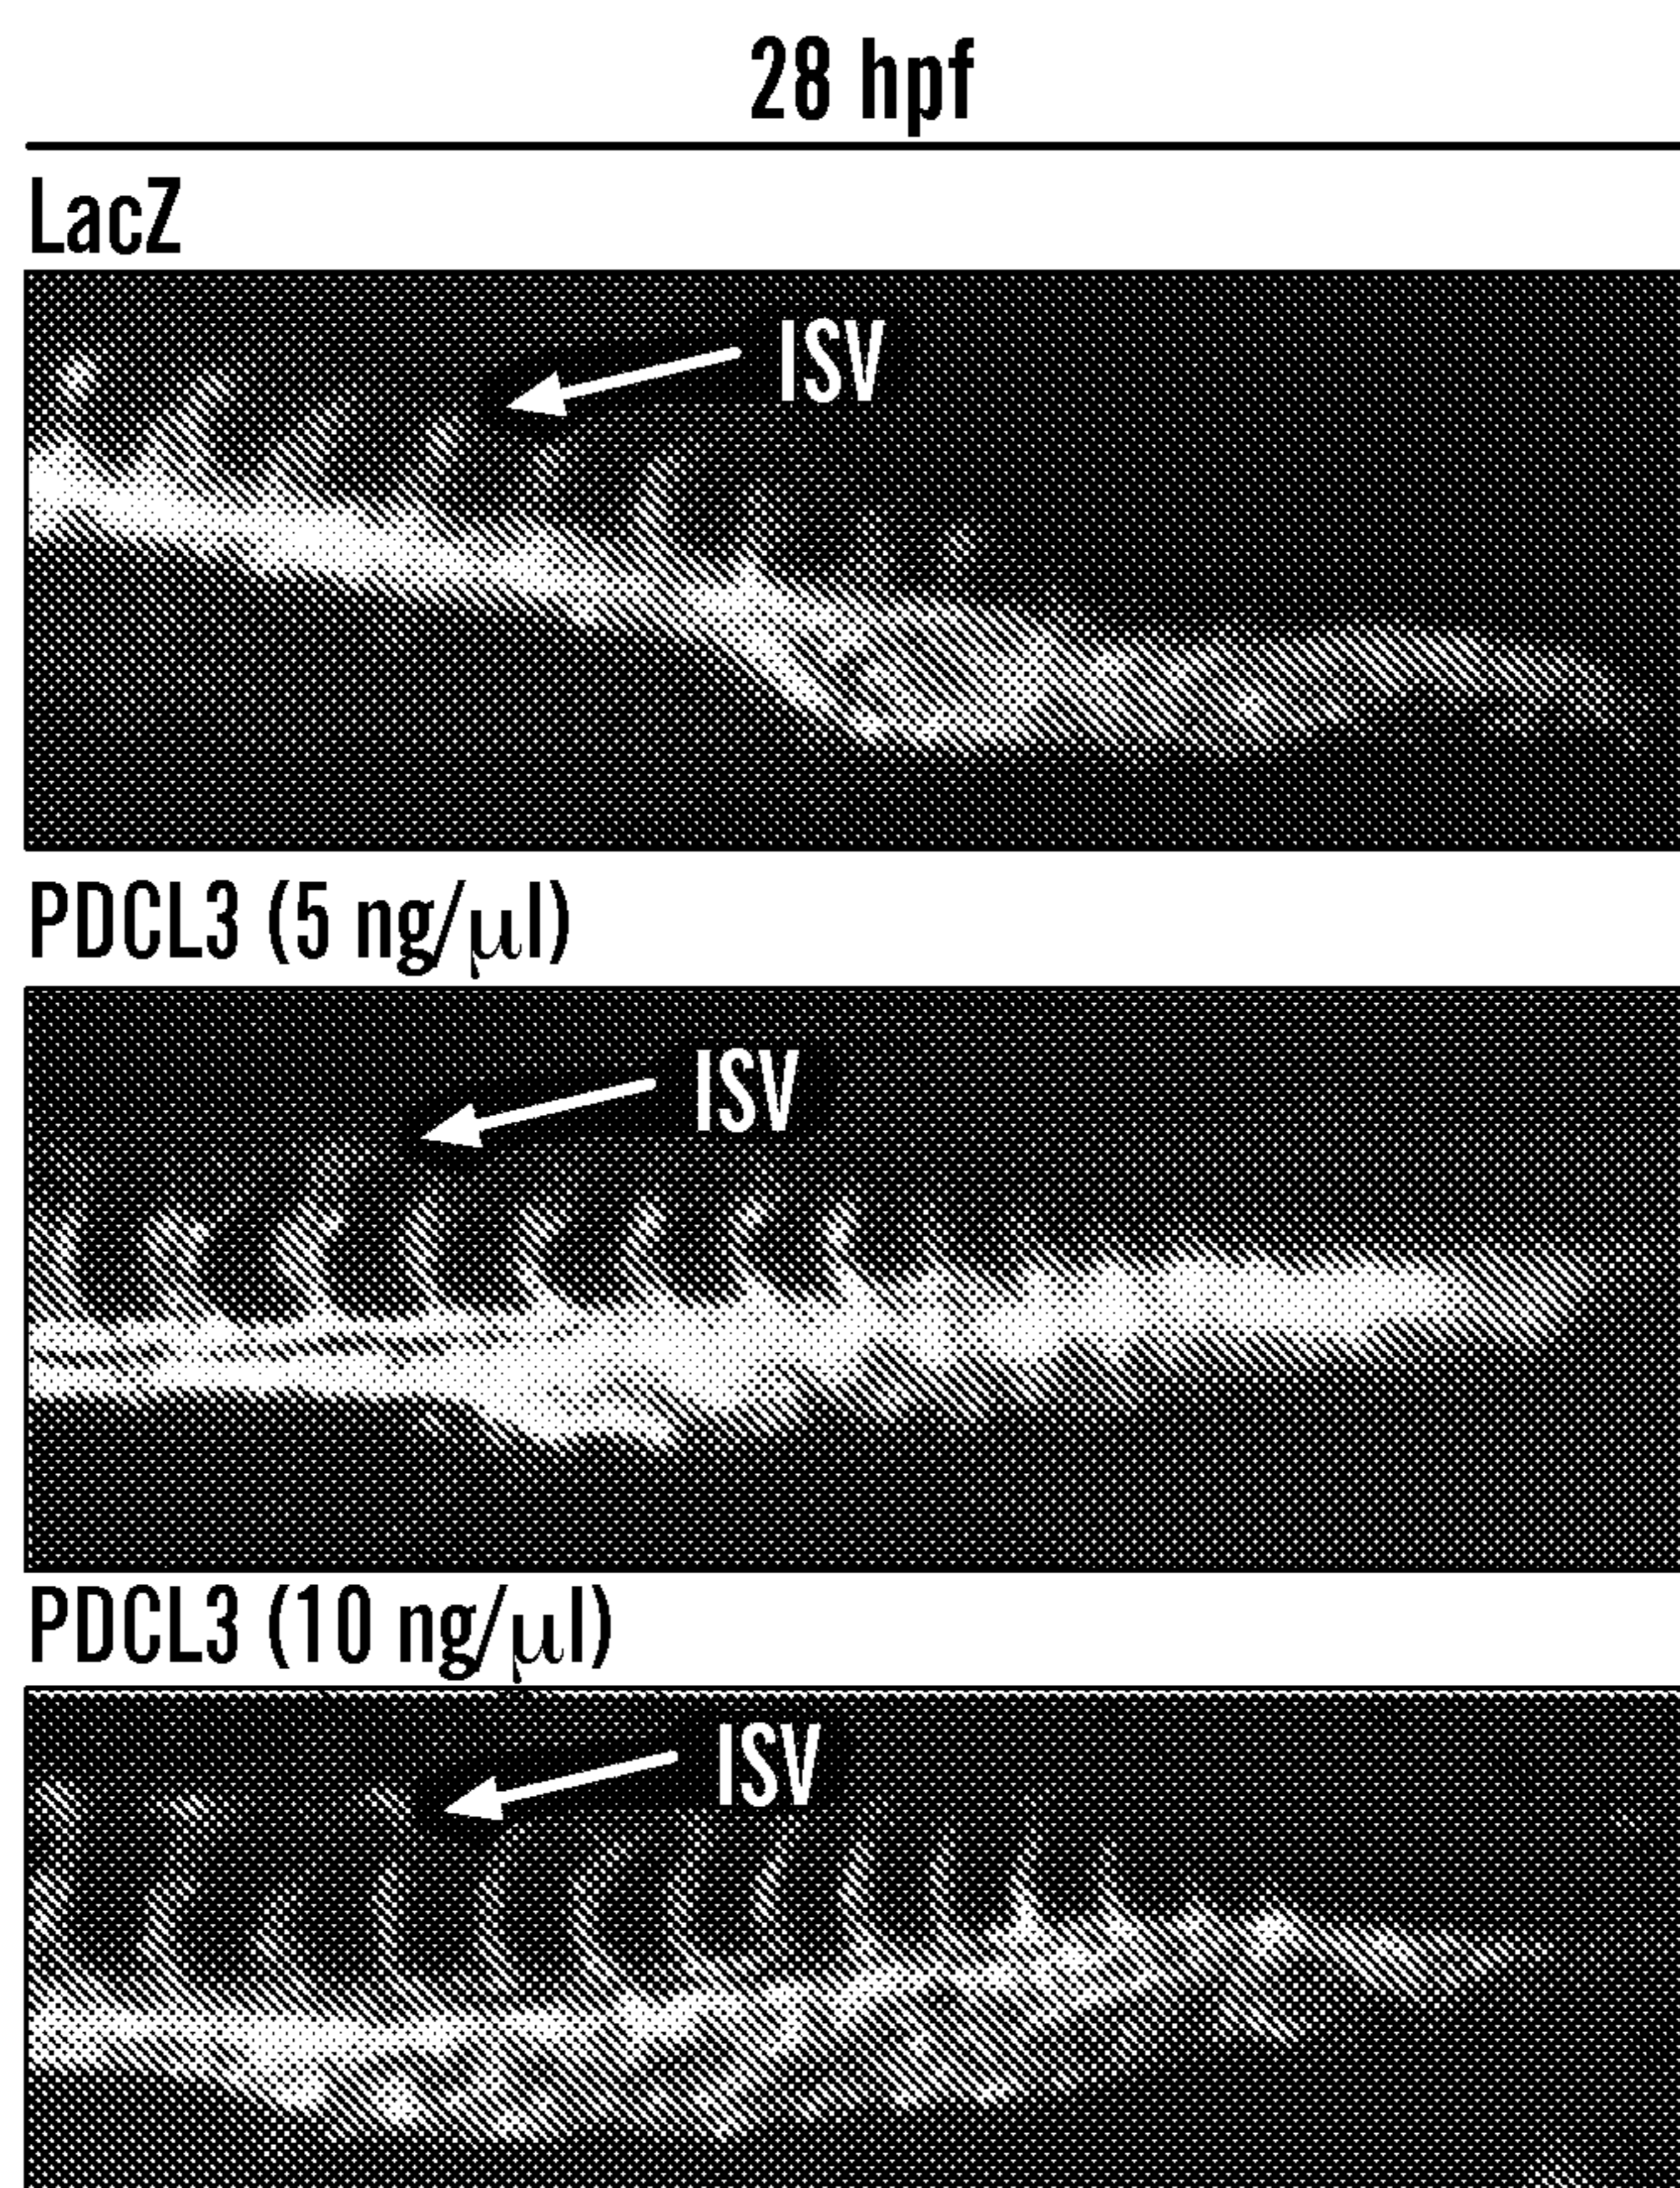 28 hpf
LacZ
ISV
PDCL3 (5 ng/μl)
ISV
PDCL3 (10 ng/μl)
ISV